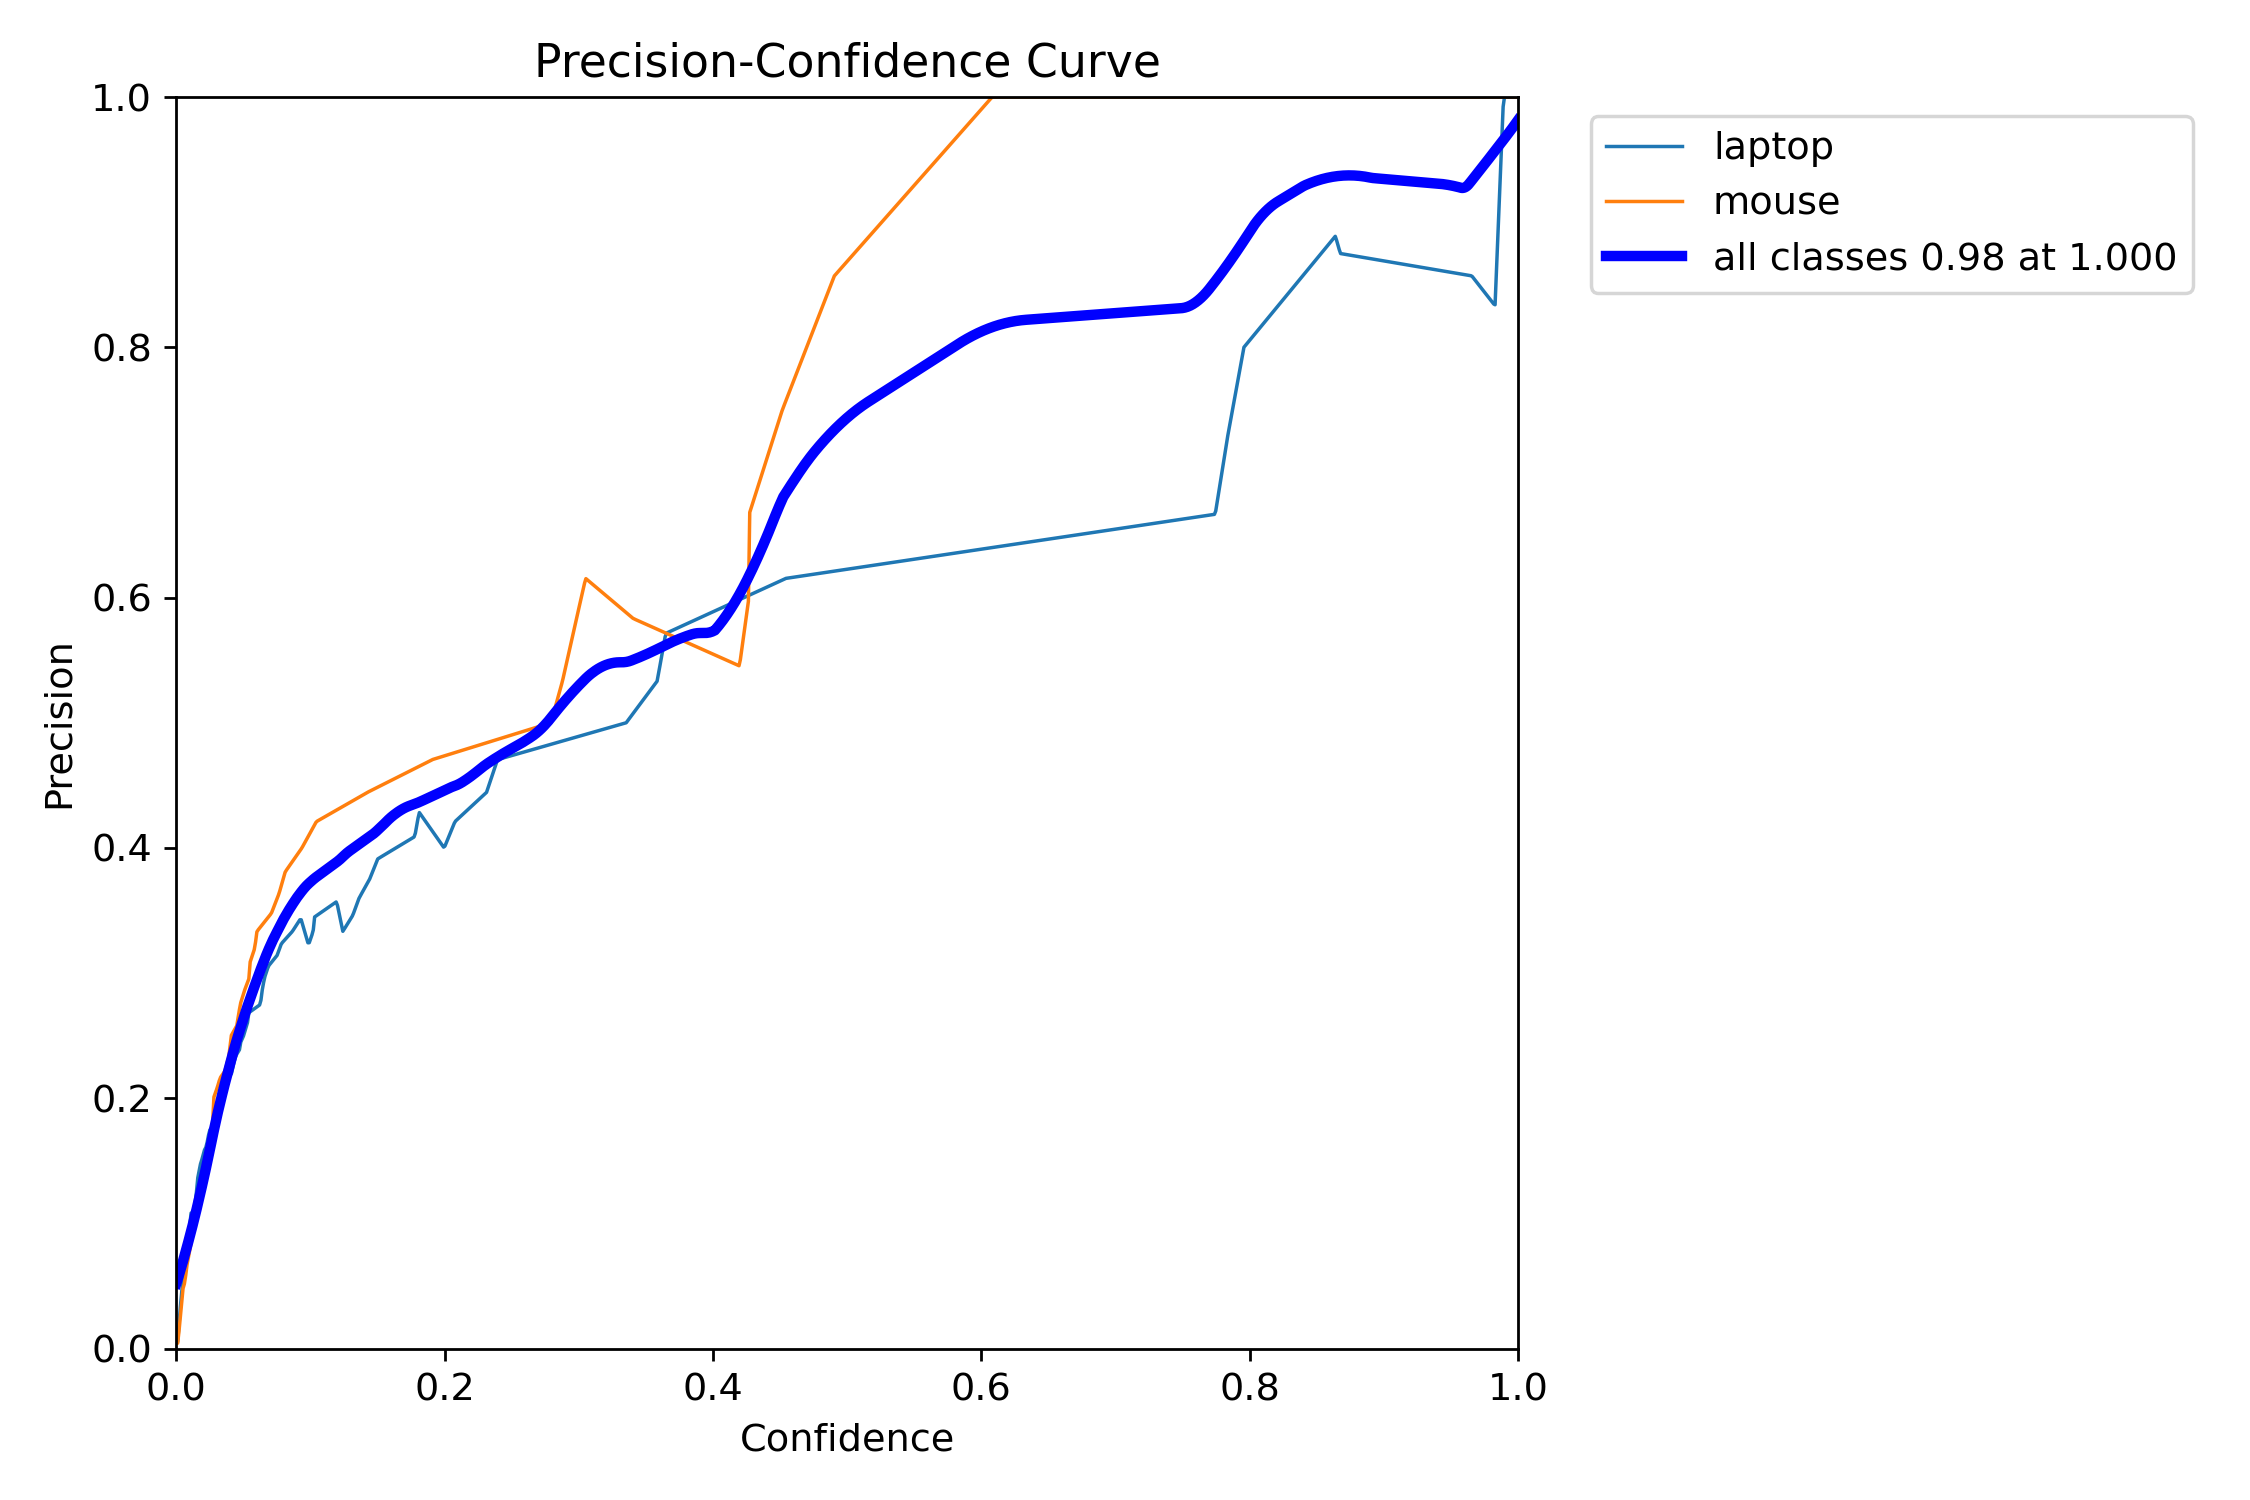 Precision-Confidence Curve
1.0
0.8
0.6
0.4
0.2
0.0
Precision
0.0 0.2 0.4 0.6 0.8 1.0
Confidence
laptop
mouse
all classes 0.98 at 1.000